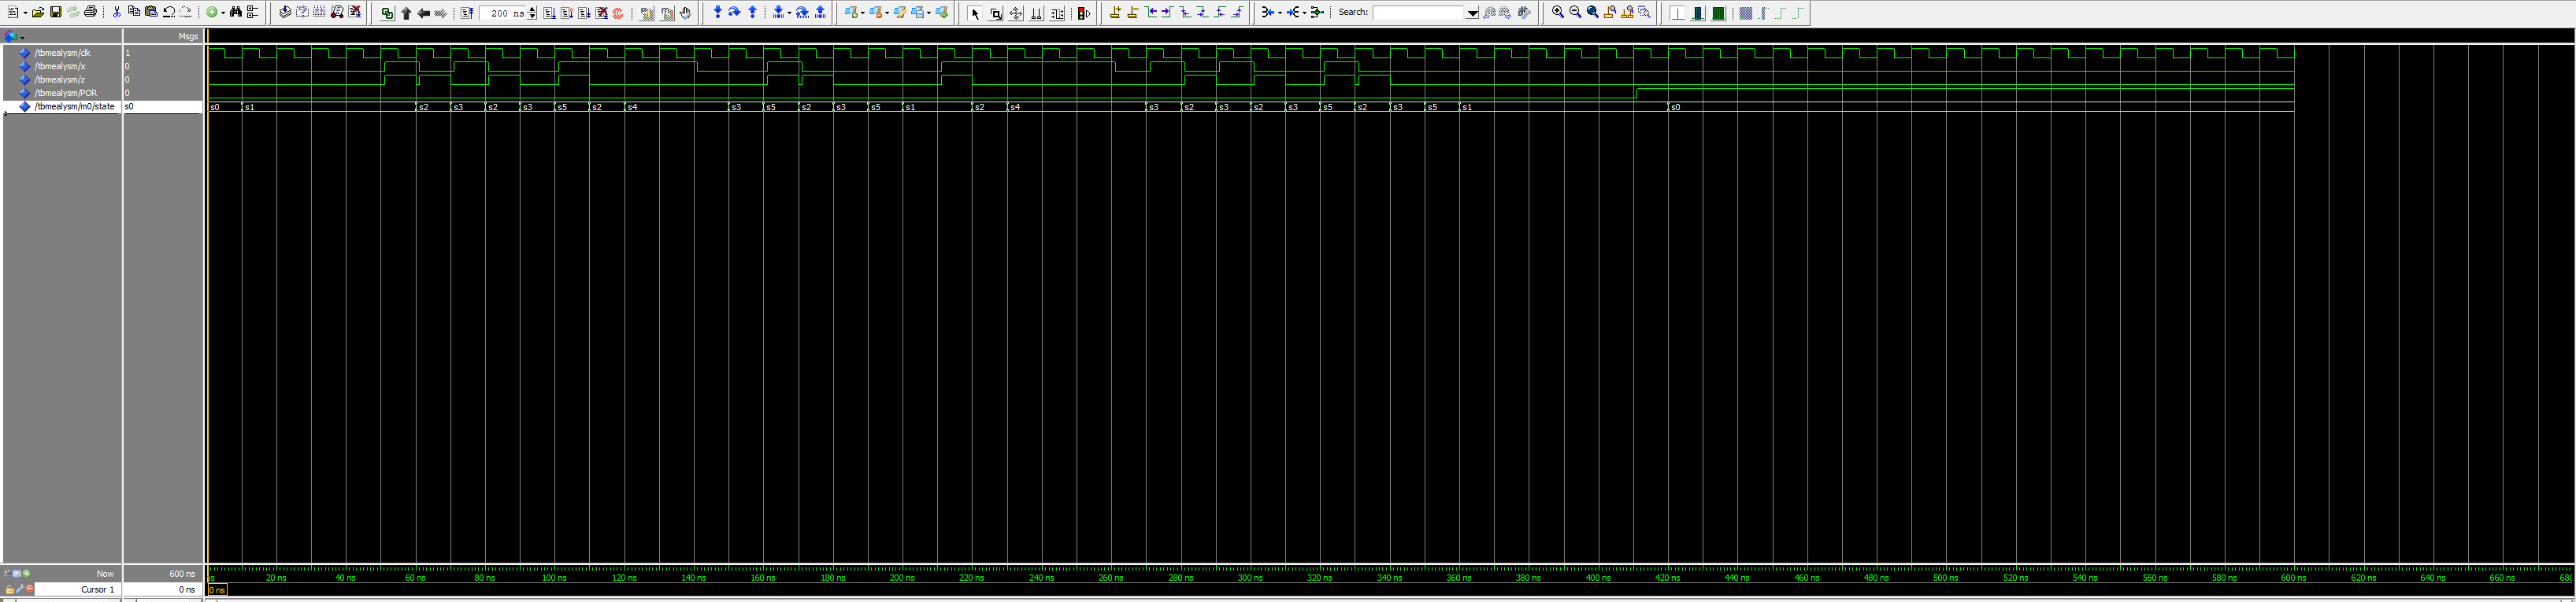 200 ns
Search:
Msgs
/tbmealysm/clk 1
/tbmealysm/x 0
/tbmealysm/z 0
/tbmealysm/POR 0
/tbmealysm/m0/state s0
s0 s1 s2 s3 s2 s3 s5 s2 s4 s3 s5 s2 s3 s5 s1 s2 s4 s3 s2 s3 s2 s3 s5 s2 s3 s5 s1 s0
Now 600 ns
ns 20 ns 40 ns 60 ns 80 ns 100 ns 120 ns 140 ns 160 ns 180 ns 200 ns 220 ns 240 ns 260 ns 280 ns 300 ns 320 ns 340 ns 360 ns 380 ns 400 ns 420 ns 440 ns 460 ns 480 ns 500 ns 520 ns 540 ns 560 ns 580 ns 600 ns 620 ns 640 ns 660 ns 680
Cursor 1 0 ns
0 ns